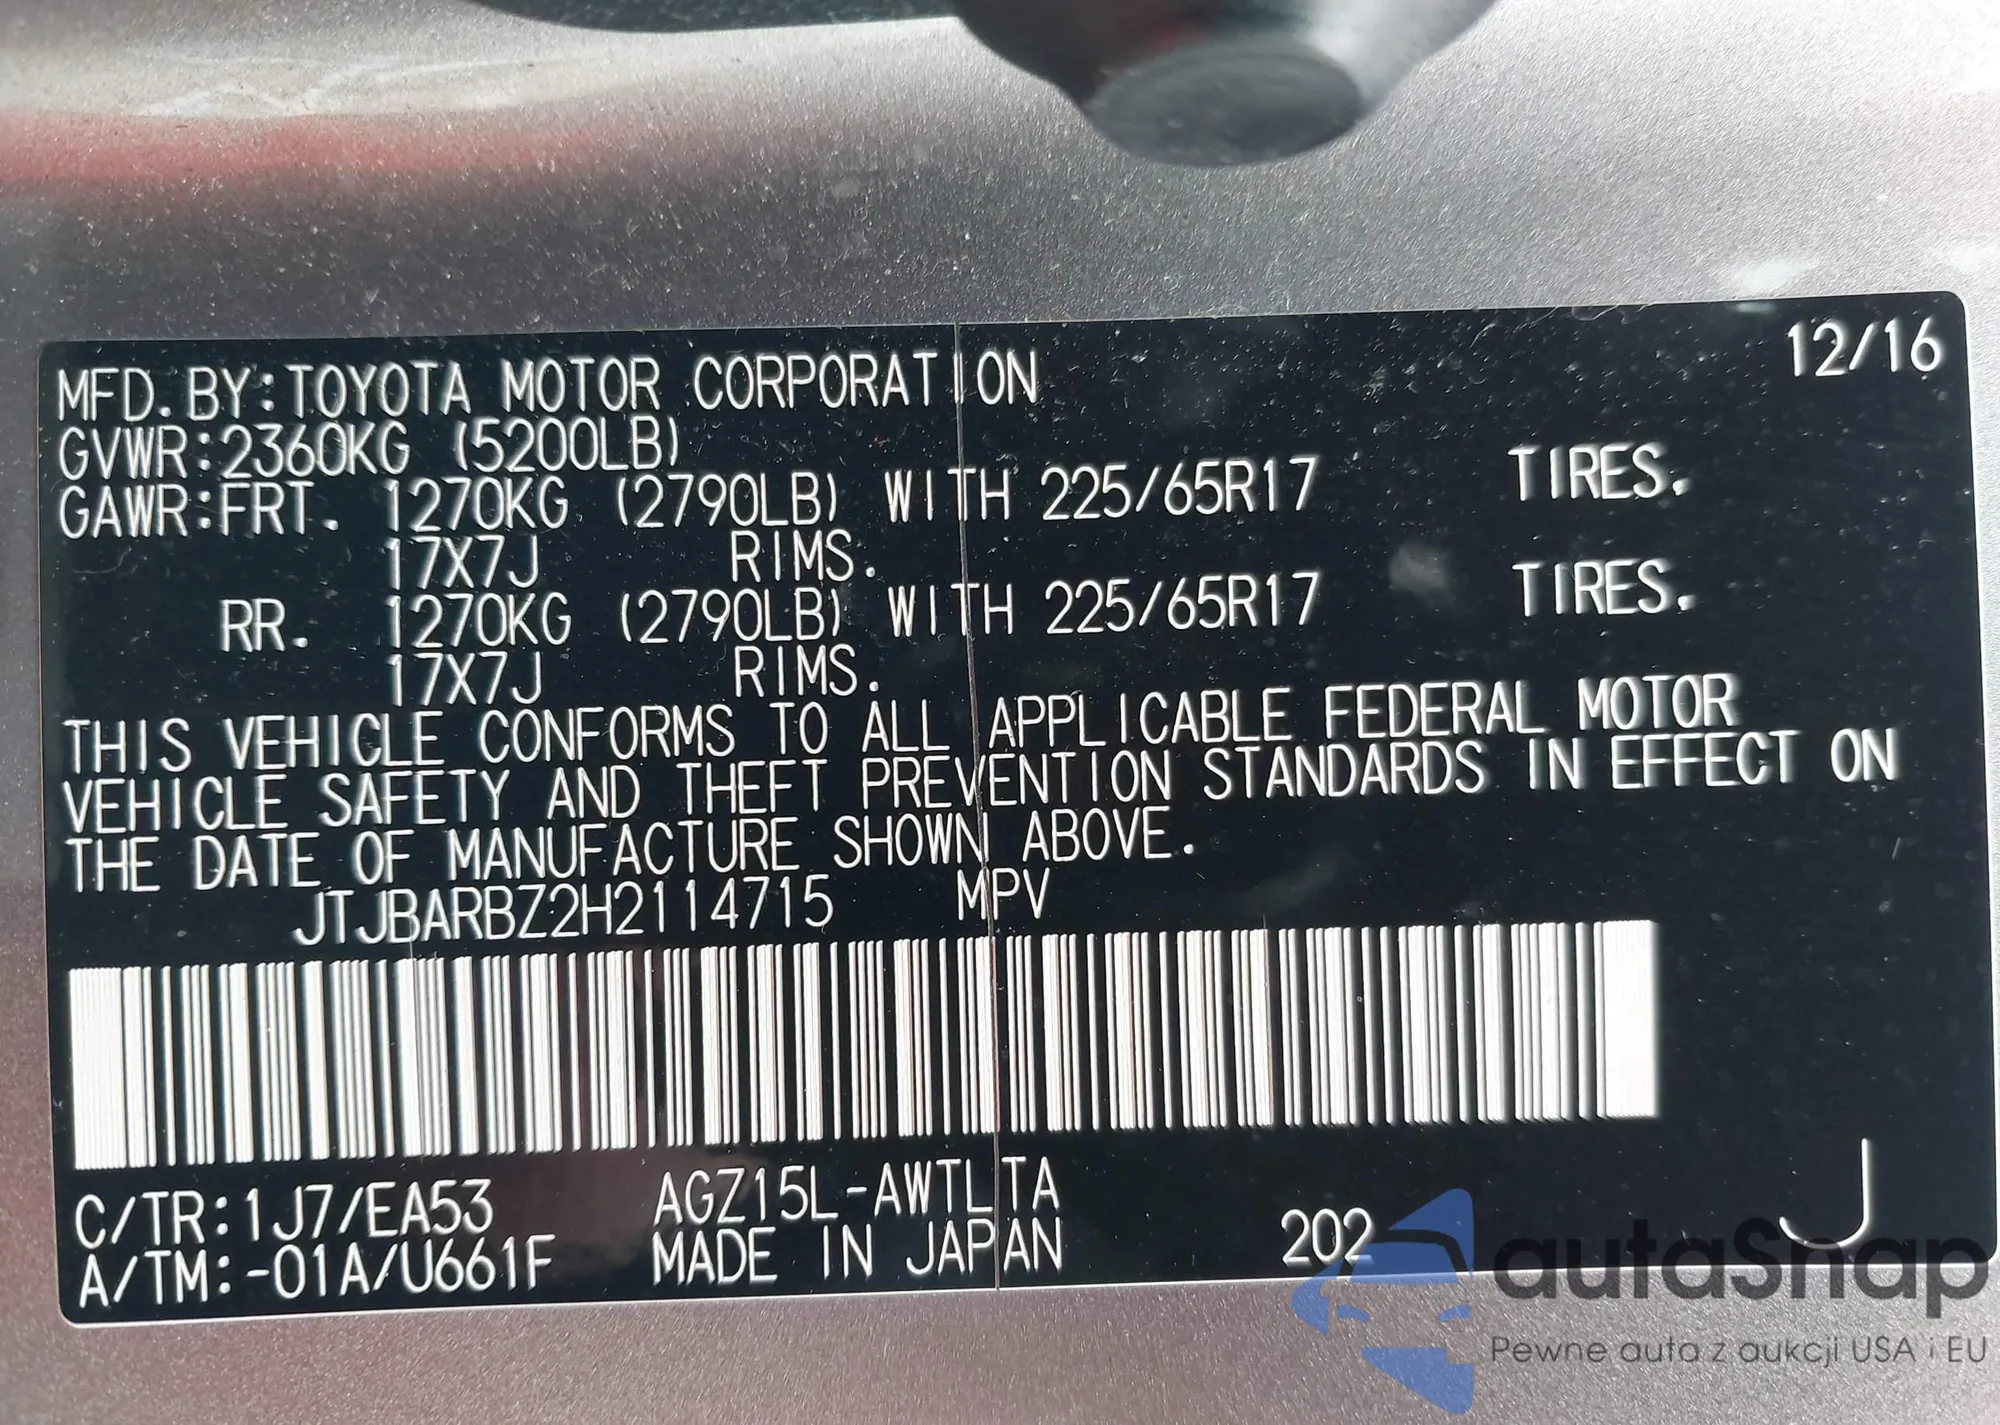 12/16
MFD. BY:TOYOTA MOTOR CORPORATION
GVWR:2360KG (5200LB)
GAWR:FRT. 1270KG (2790LB) WITH 225/65R17 TIRES.
17X7J RIMS.
RR. 1270KG (2790LB) WITH 225/65R17 TIRES.
17X7J RIMS.
THIS VEHICLE CONFORMS TO ALL APPLICABLE FEDERAL MOTOR
VEHICLE SAFETY AND THEFT PREVENTION STANDARDS IN EFFECT ON
THE DATE OF MANUFACTURE SHOWN ABOVE.
JTJBARBZ2H2114715 MPV
C/TR:1J7/EA53 AGZ15L-AWTLTA
A/TM:-01A/U661F MADE IN JAPAN 202 J
autaSnap
Pewne auta z aukcji USA i EU